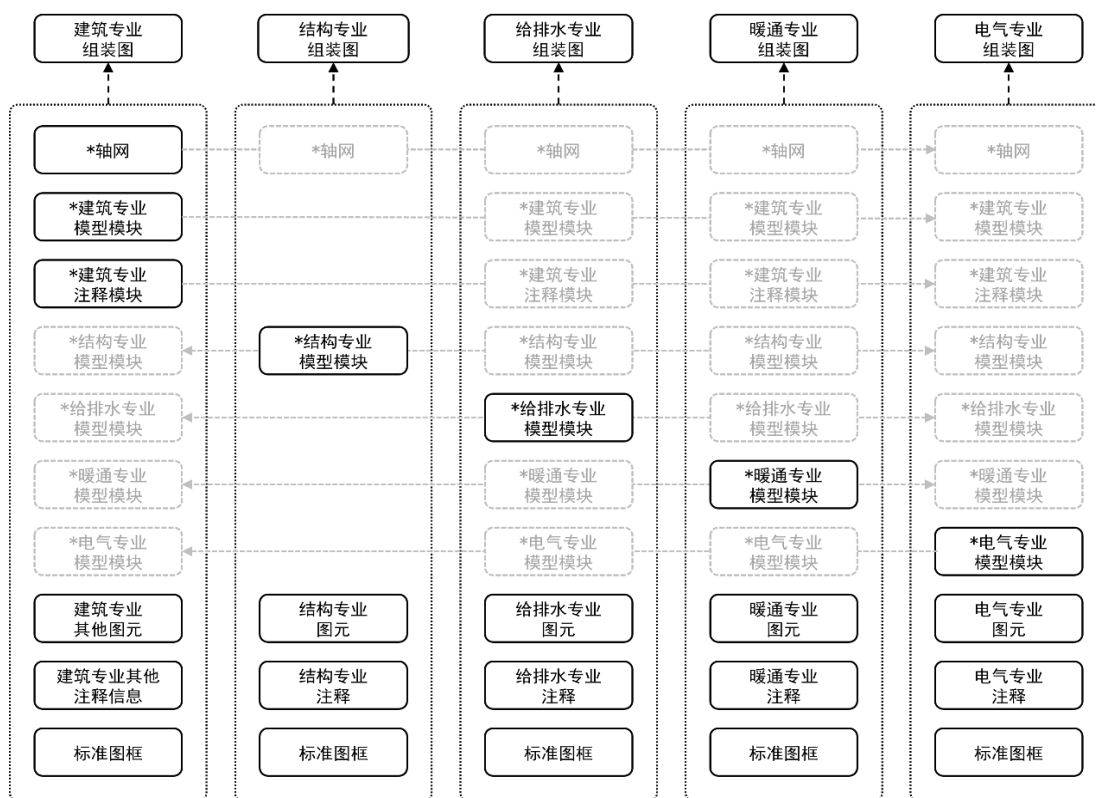 建筑专业
组装图
结构专业
组装图
给排水专业
组装图
暖通专业
组装图
电气专业
组装图
*轴网
*轴网
*轴网
*轴网
*轴网
*建筑专业
模型模块
*建筑专业
模型模块
*建筑专业
模型模块
*建筑专业
模型模块
*建筑专业
注释模块
*建筑专业
注释模块
*建筑专业
注释模块
*建筑专业
注释模块
*结构专业
模型模块
*结构专业
模型模块
*结构专业
模型模块
*结构专业
模型模块
*结构专业
模型模块
*给排水专业
模型模块
*给排水专业
模型模块
*给排水专业
模型模块
*给排水专业
模型模块
*暖通专业
模型模块
*暖通专业
模型模块
*暖通专业
模型模块
*暖通专业
模型模块
*电气专业
模型模块
*电气专业
模型模块
*电气专业
模型模块
*电气专业
模型模块
建筑专业
其他图元
结构专业
图元
给排水专业
图元
暖通专业
图元
电气专业
图元
建筑专业其他
注释信息
结构专业
注释
给排水专业
注释
暖通专业
注释
电气专业
注释
标准图框
标准图框
标准图框
标准图框
标准图框